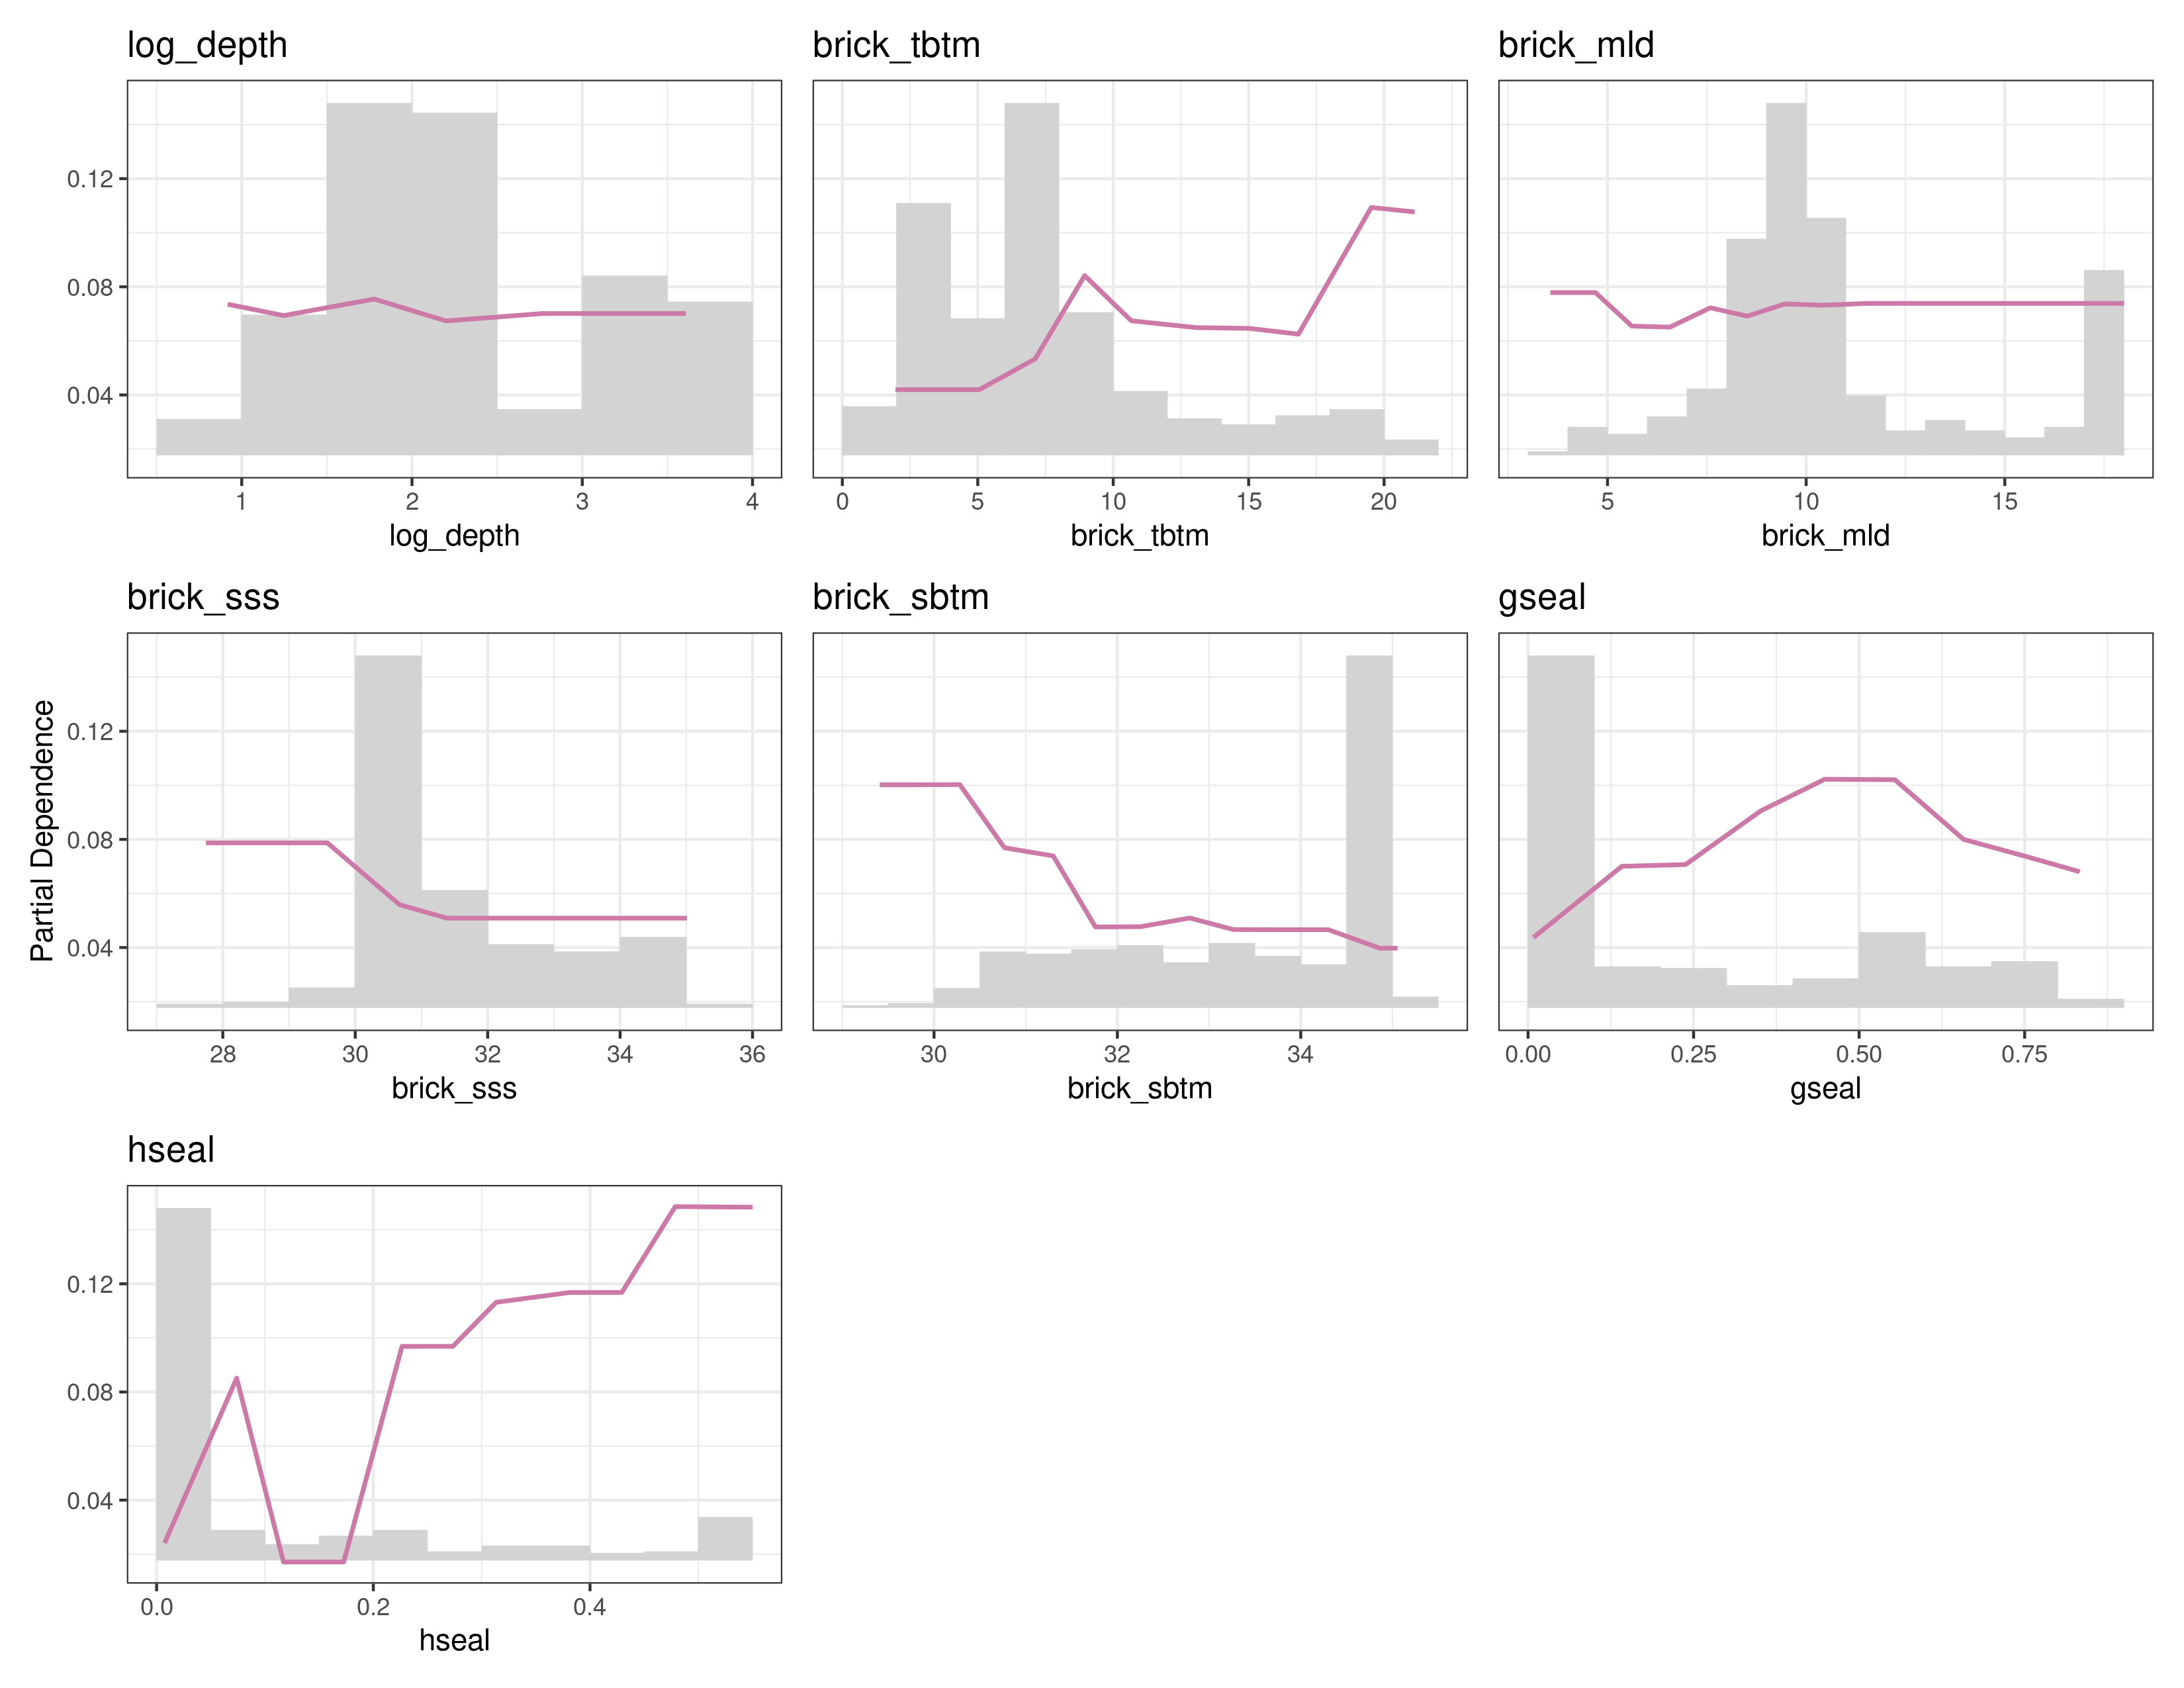 log_depth
brick_tbtm
brick_mld
0.12
0.08
0.04
1 2 3 4
0 5 10 15 20
5 10 15
log_depth
brick_tbtm
brick_mld
brick_sss
brick_sbtm
gseal
Partial Dependence
0.12
0.08
0.04
28 30 32 34 36
30 32 34
0.00 0.25 0.50 0.75
brick_sss
brick_sbtm
gseal
hseal
0.12
0.08
0.04
0.0 0.2 0.4
hseal